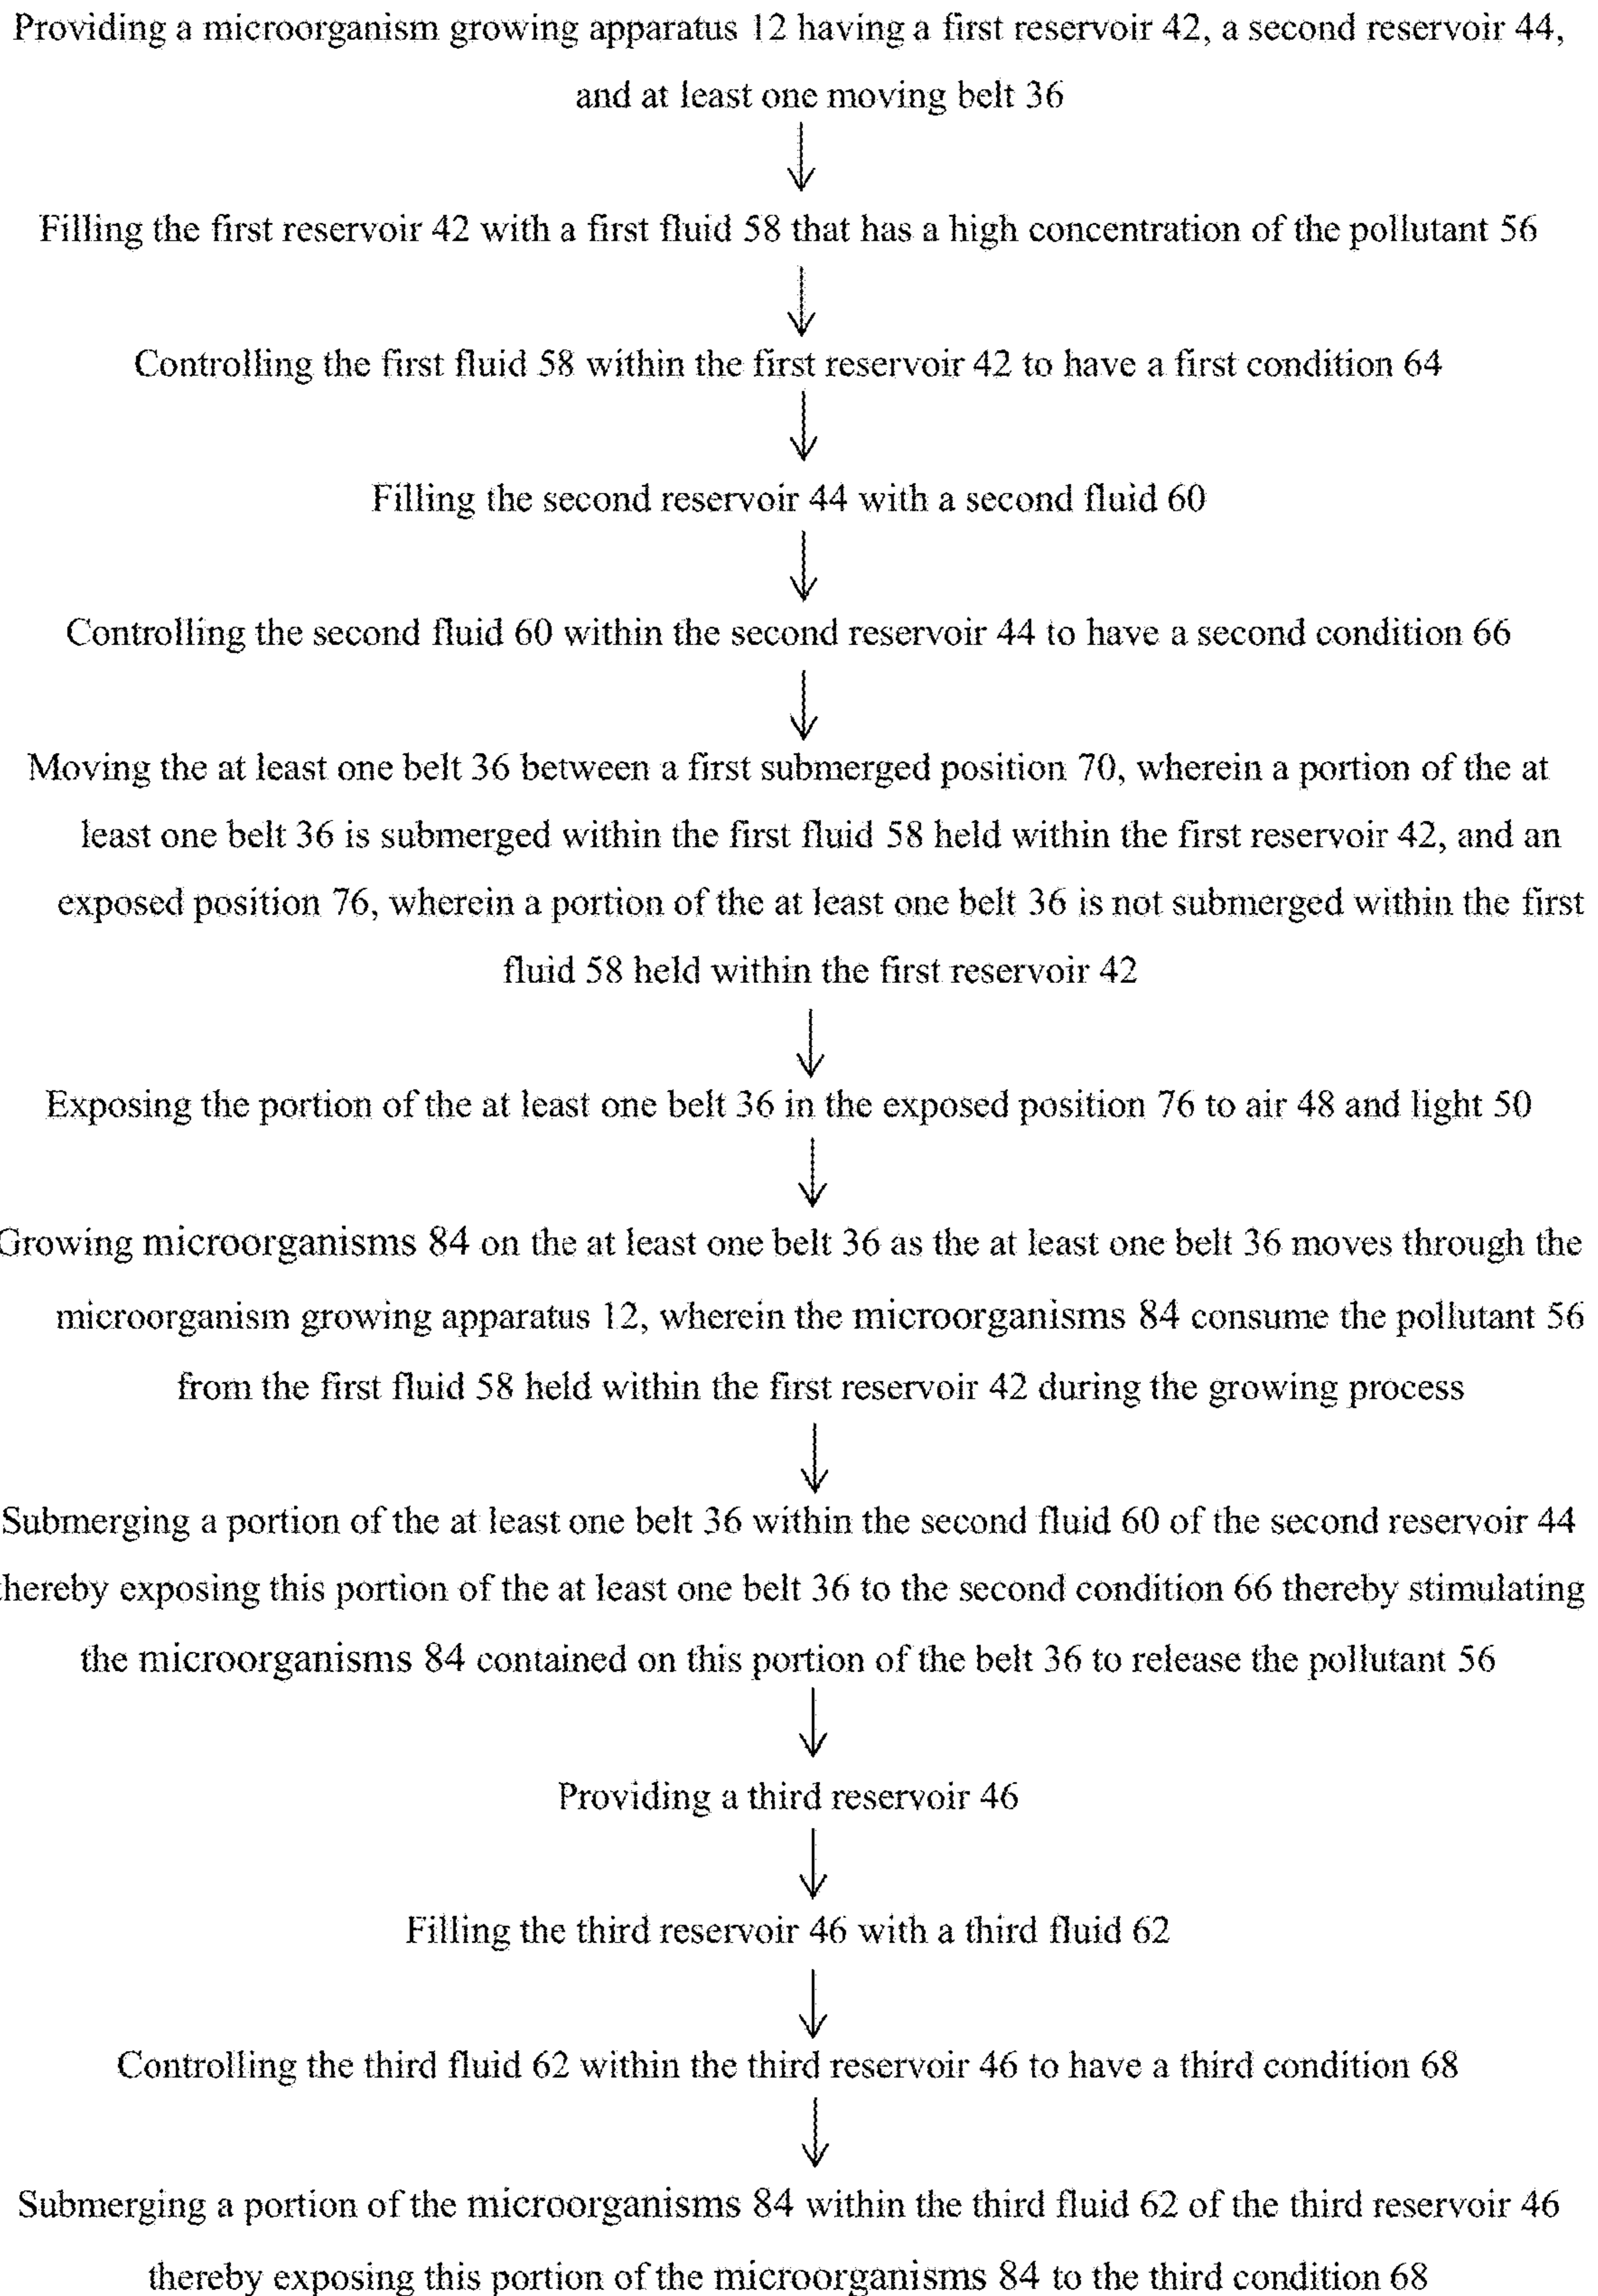 Providing a microorganism growing apparatus 12 having a first reservoir 42, a second reservoir 44,
and at least one moving belt 36
Filling the first reservoir 42 with a first fluid 58 that has a high concentration of the pollutant 56
Controlling the first fluid 58 within the first reservoir 42 to have a first condition 64
Filling the second reservoir 44 with a second fluid 60
Controlling the second fluid 60 within the second reservoir 44 to have a second condition 66
Moving the at least one belt 36 between a first submerged position 70, wherein a portion of the at
least one belt 36 is submerged within the first fluid 58 held within the first reservoir 42, and an
exposed position 76, wherein a portion of the at least one belt 36 is not submerged within the first
fluid 58 held within the first reservoir 42
Exposing the portion of the at least one belt 36 in the exposed position 76 to air 48 and light 50
Growing microorganisms 84 on the at least one belt 36 as the at least one belt 36 moves through the
microorganism growing apparatus 12, wherein the microorganisms 84 consume the pollutant 56
from the first fluid 58 held within the first reservoir 42 during the growing process
Submerging a portion of the at least one belt 36 within the second fluid 60 of the second reservoir 44
hereby exposing this portion of the at least one belt 36 to the second condition 66 thereby stimulating
the microorganisms 84 contained on this portion of the belt 36 to release the pollutant 56
Providing a third reservoir 46
Filling the third reservoir 46 with a third fluid 62
Controlling the third fluid 62 within the third reservoir 46 to have a third condition 68
Submerging a portion of the microorganisms 84 within the third fluid 62 of the third reservoir 46
thereby exposing this portion of the microorganisms 84 to the third condition 68